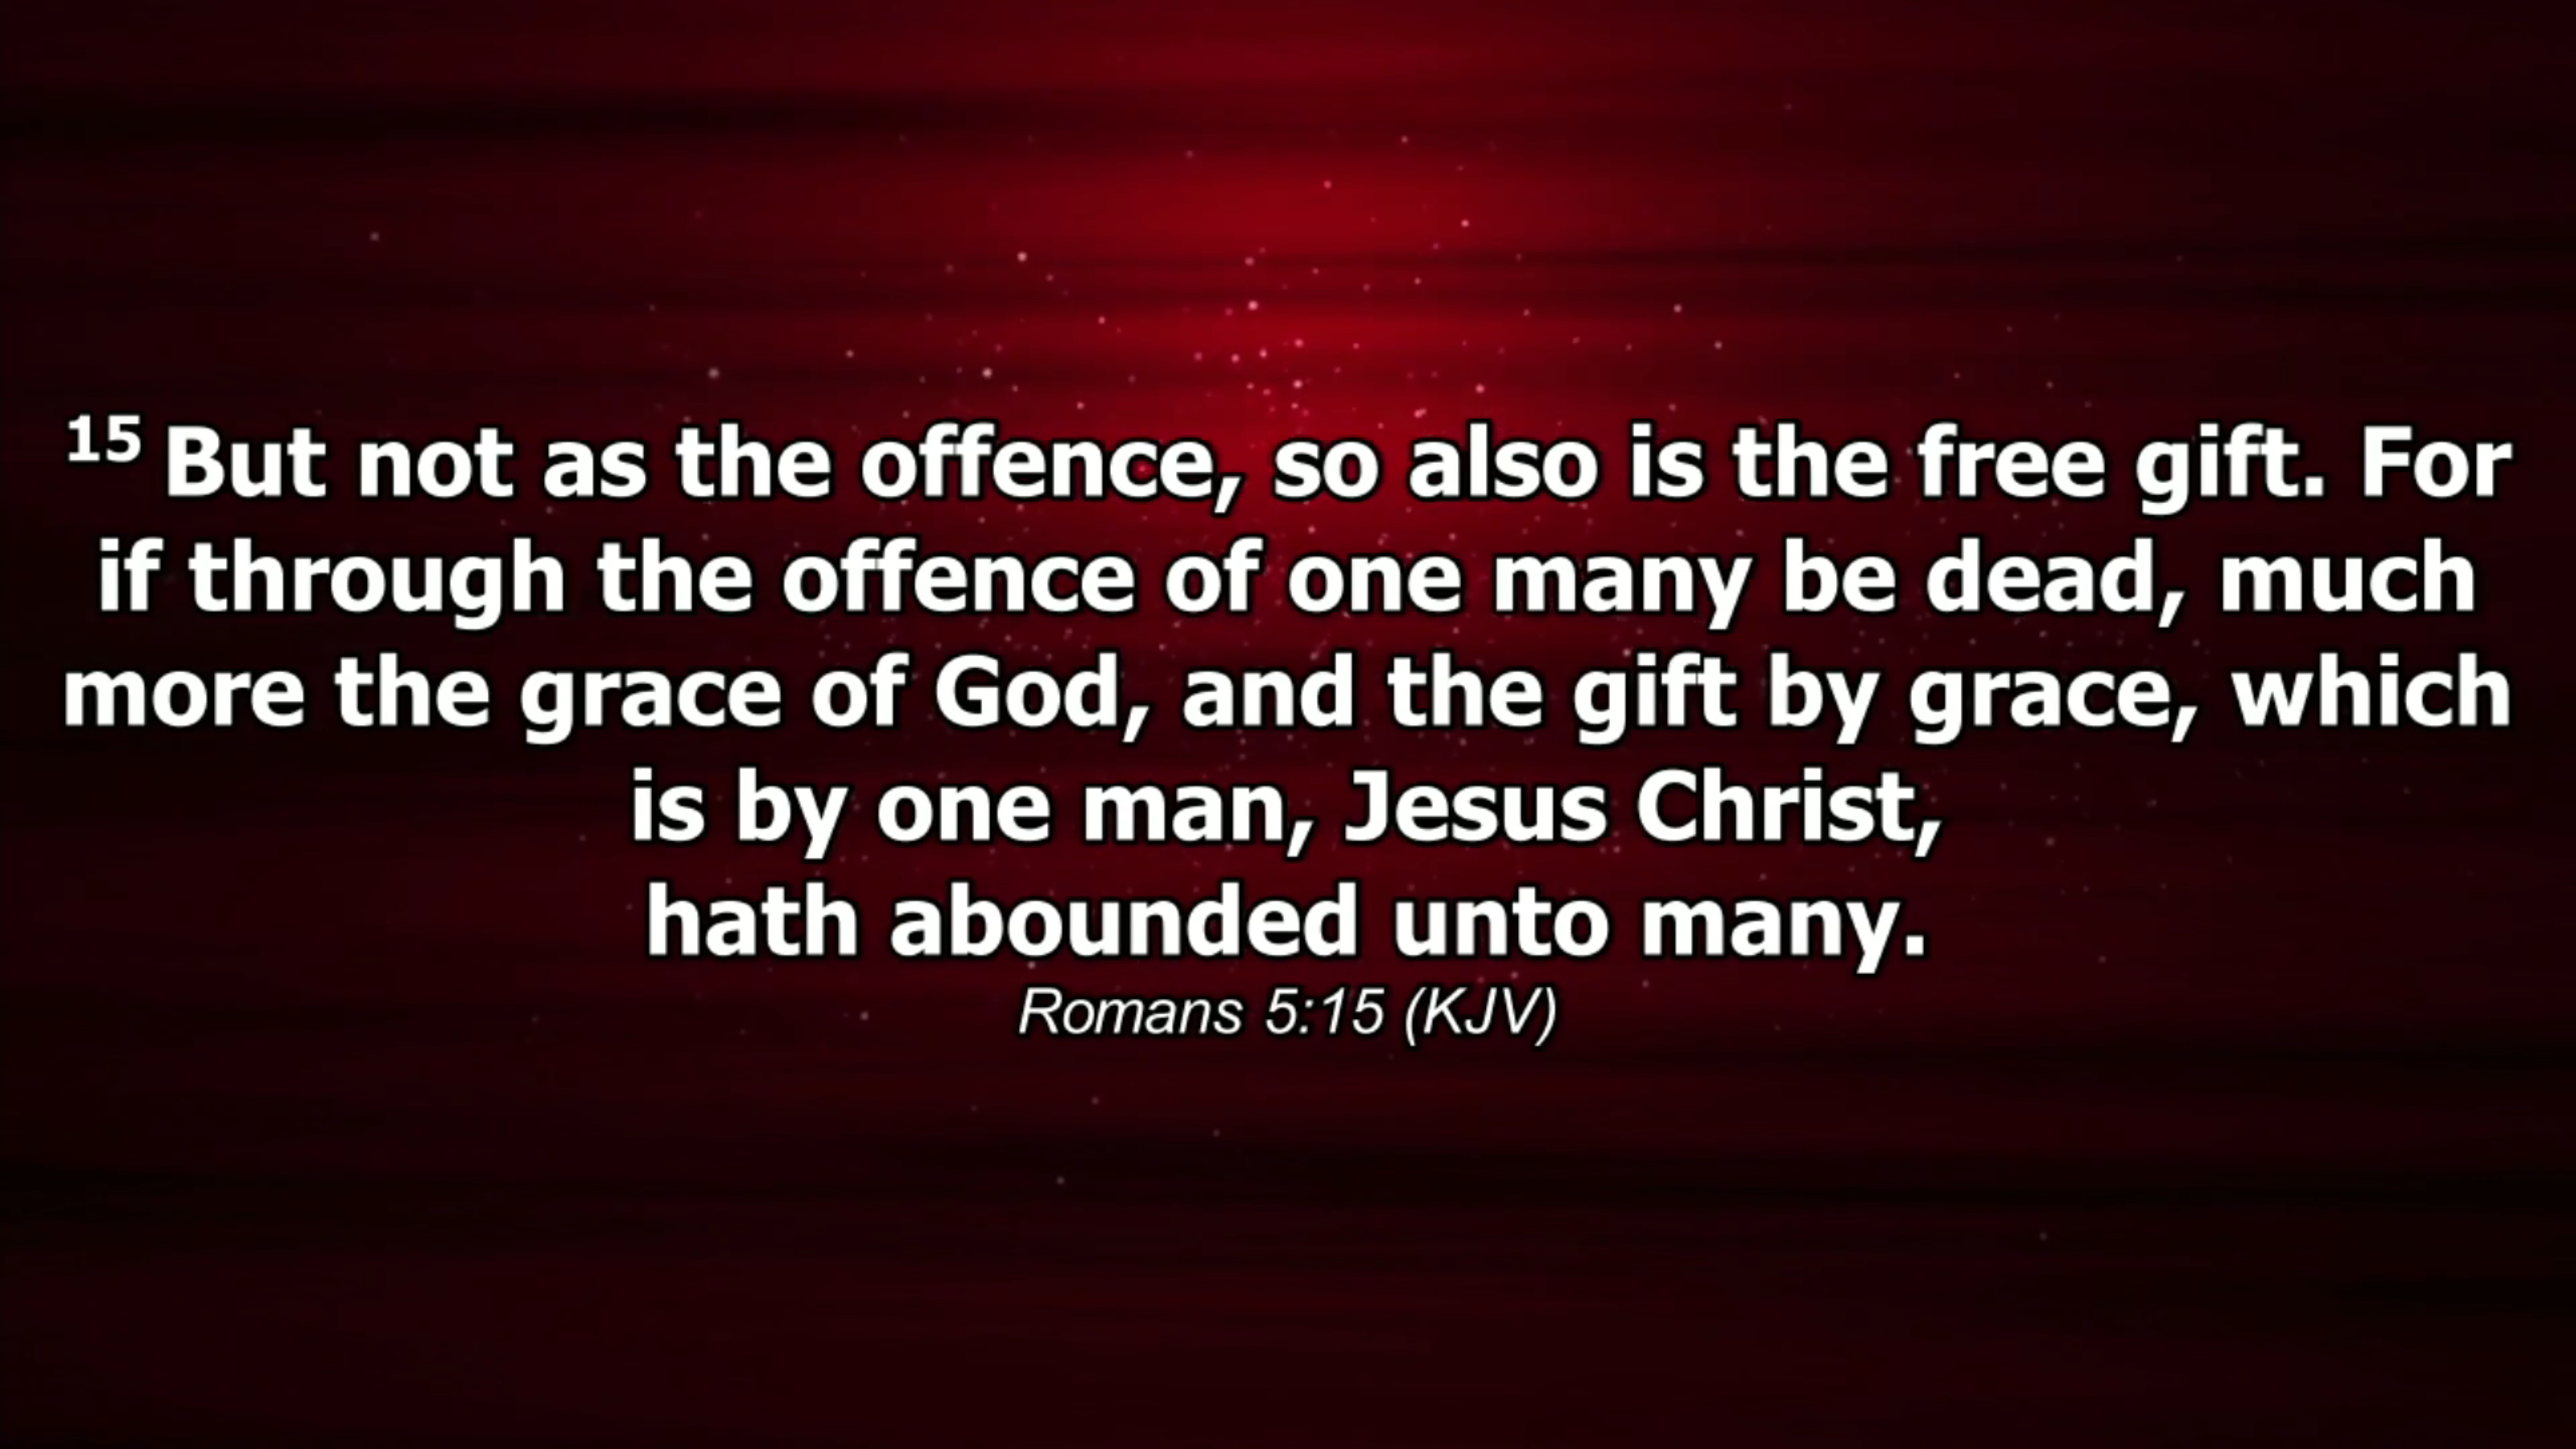 15 But not as the offence, so also is the free gift. For
if through the offence of one many be dead, much
more the grace of God, and the gift by grace, which
is by one man, Jesus Christ,
hath abounded unto many.
Romans 5:15 (KJV)